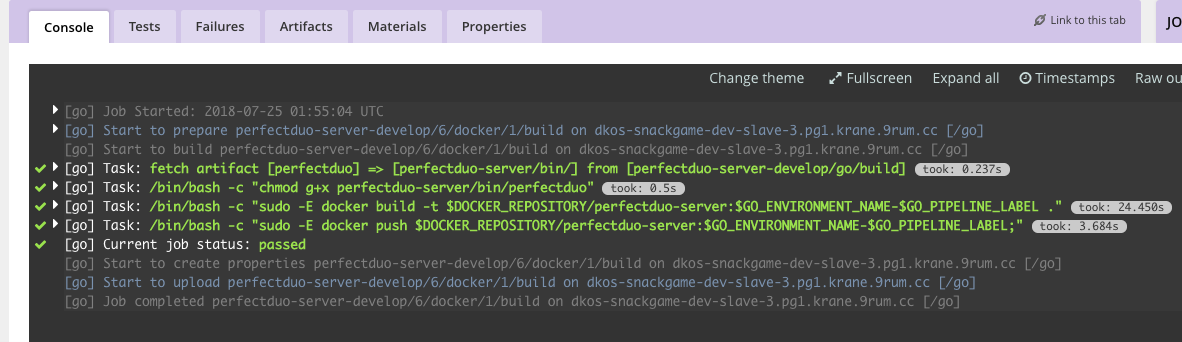 Console Tests Failures Artifacts Materials Properties Link to this tab JO
Change theme Fullscreen Expand all Timestamps Raw ou
[go] Job Started: 2018-07-25 01:55:04 UTC
[go] Start to prepare perfectduo-server-develop/6/docker/1/build on dkos-snackgame-dev-slave-3.pg1.krane.9rum.cc [/go]
[go] Start to build perfectduo-server-develop/6/docker/1/build on dkos-snackgame-dev-slave-3.pg1.krane.9rum.cc [/go]
[go] Task: fetch artifact [perfectduo] => [perfectduo-server/bin/] from [perfectduo-server-develop/go/build] took: 0.237s
[go] Task: /bin/bash -c "chmod g+x perfectduo-server/bin/perfectduo" took: 0.5s
[go] Task: /bin/bash -c "sudo -E docker build -t $DOCKER_REPOSITORY/perfectduo-server:$GO_ENVIRONMENT_NAME-$GO_PIPELINE_LABEL ." took: 24.450s
[go] Task: /bin/bash -c "sudo -E docker push $DOCKER_REPOSITORY/perfectduo-server:$GO_ENVIRONMENT_NAME-$GO_PIPELINE_LABEL;" took: 3.684s
[go] Current job status: passed
[go] Start to create properties perfectduo-server-develop/6/docker/1/build on dkos-snackgame-dev-slave-3.pg1.krane.9rum.cc [/go]
[go] Start to upload perfectduo-server-develop/6/docker/1/build on dkos-snackgame-dev-slave-3.pg1.krane.9rum.cc [/go]
[go] Job completed perfectduo-server-develop/6/docker/1/build on dkos-snackgame-dev-slave-3.pg1.krane.9rum.cc [/go]